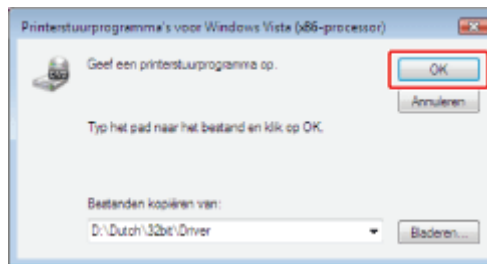 Printerstuurprogramma's voor Windows Vista (x86-processor)
Geef een printerstuurprogramma op.
OK
Annuleren
Typ het pad naar het bestand en klik op OK.
Bestanden kopiëren van:
D:\Dutch\32bit\Driver
Bladeren...